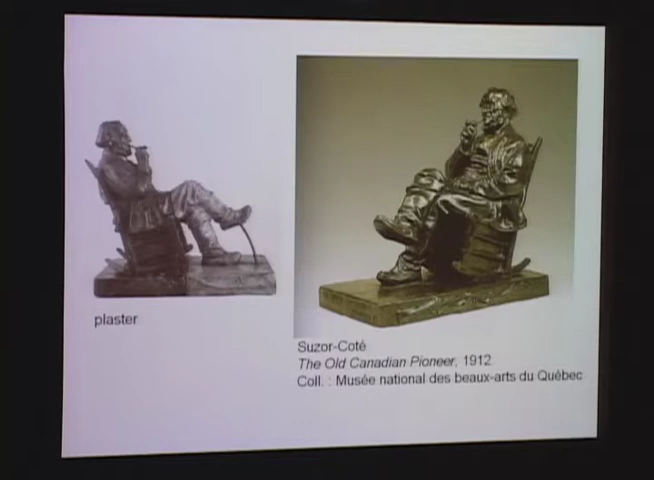 plaster
Suzor-Coté
The Old Canadian Pioneer, 1912
Coll. : Musée national des beaux-arts du Québec